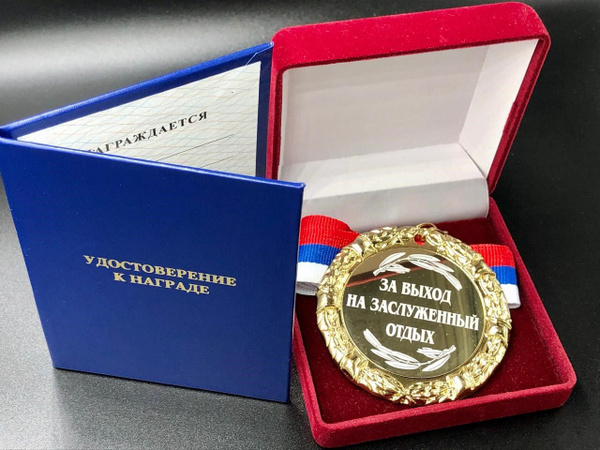 НАГРАЖДАЕТСЯ
УДОСТОВЕРЕНИЕ
К НАГРАДЕ
ЗА ВЫХОД
НА ЗАСЛУЖЕННЫЙ
ОТДЫХ